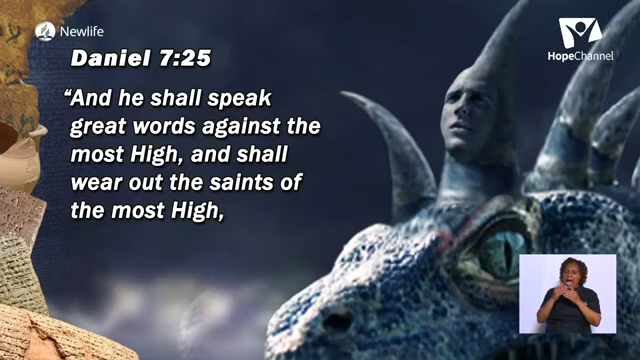 Newlife
HopeChannel
Daniel 7:25
“And he shall speak
great words against the
most High, and shall
wear out the saints of
the most High,